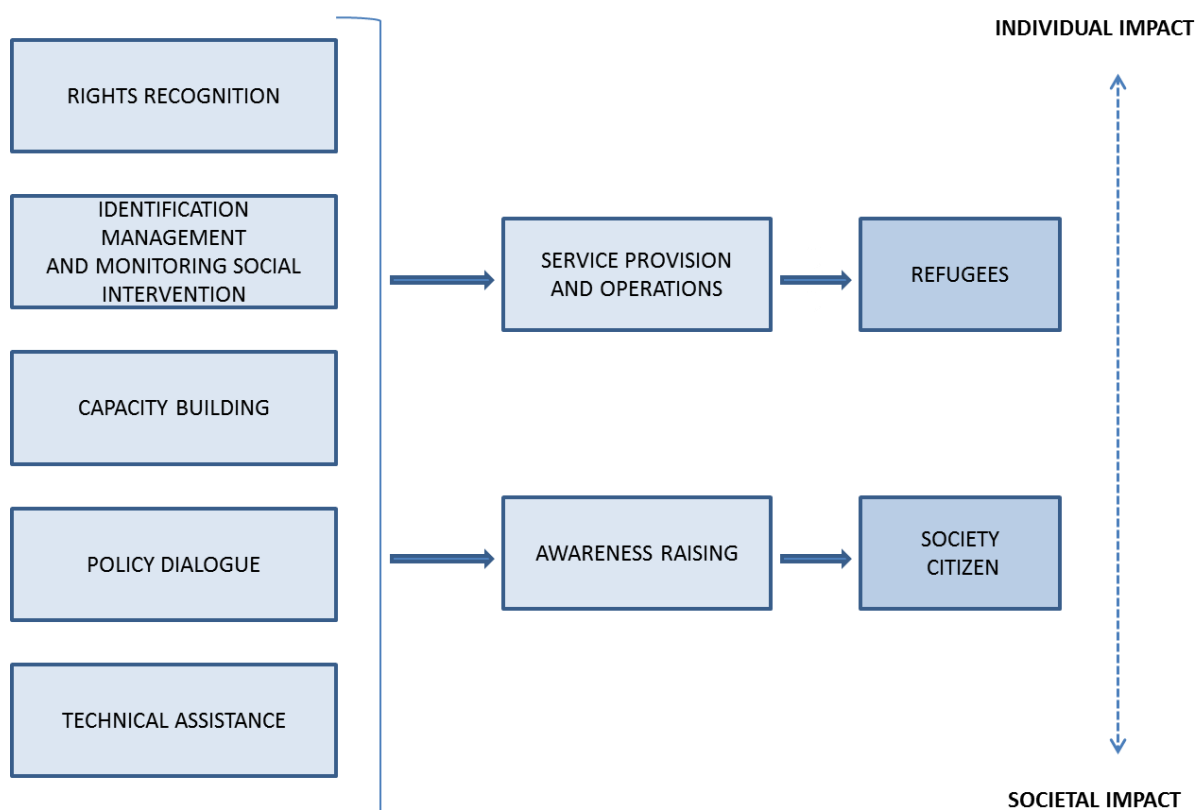 INDIVIDUAL IMPACT
RIGHTS RECOGNITION
IDENTIFICATION
MANAGEMENT
AND MONITORING SOCIAL
INTERVENTION
SERVICE PROVISION
AND OPERATIONS
REFUGEES
CAPACITY BUILDING
POLICY DIALOGUE
AWARENESS RAISING
SOCIETY
CITIZEN
TECHNICAL ASSISTANCE
SOCIETAL IMPACT